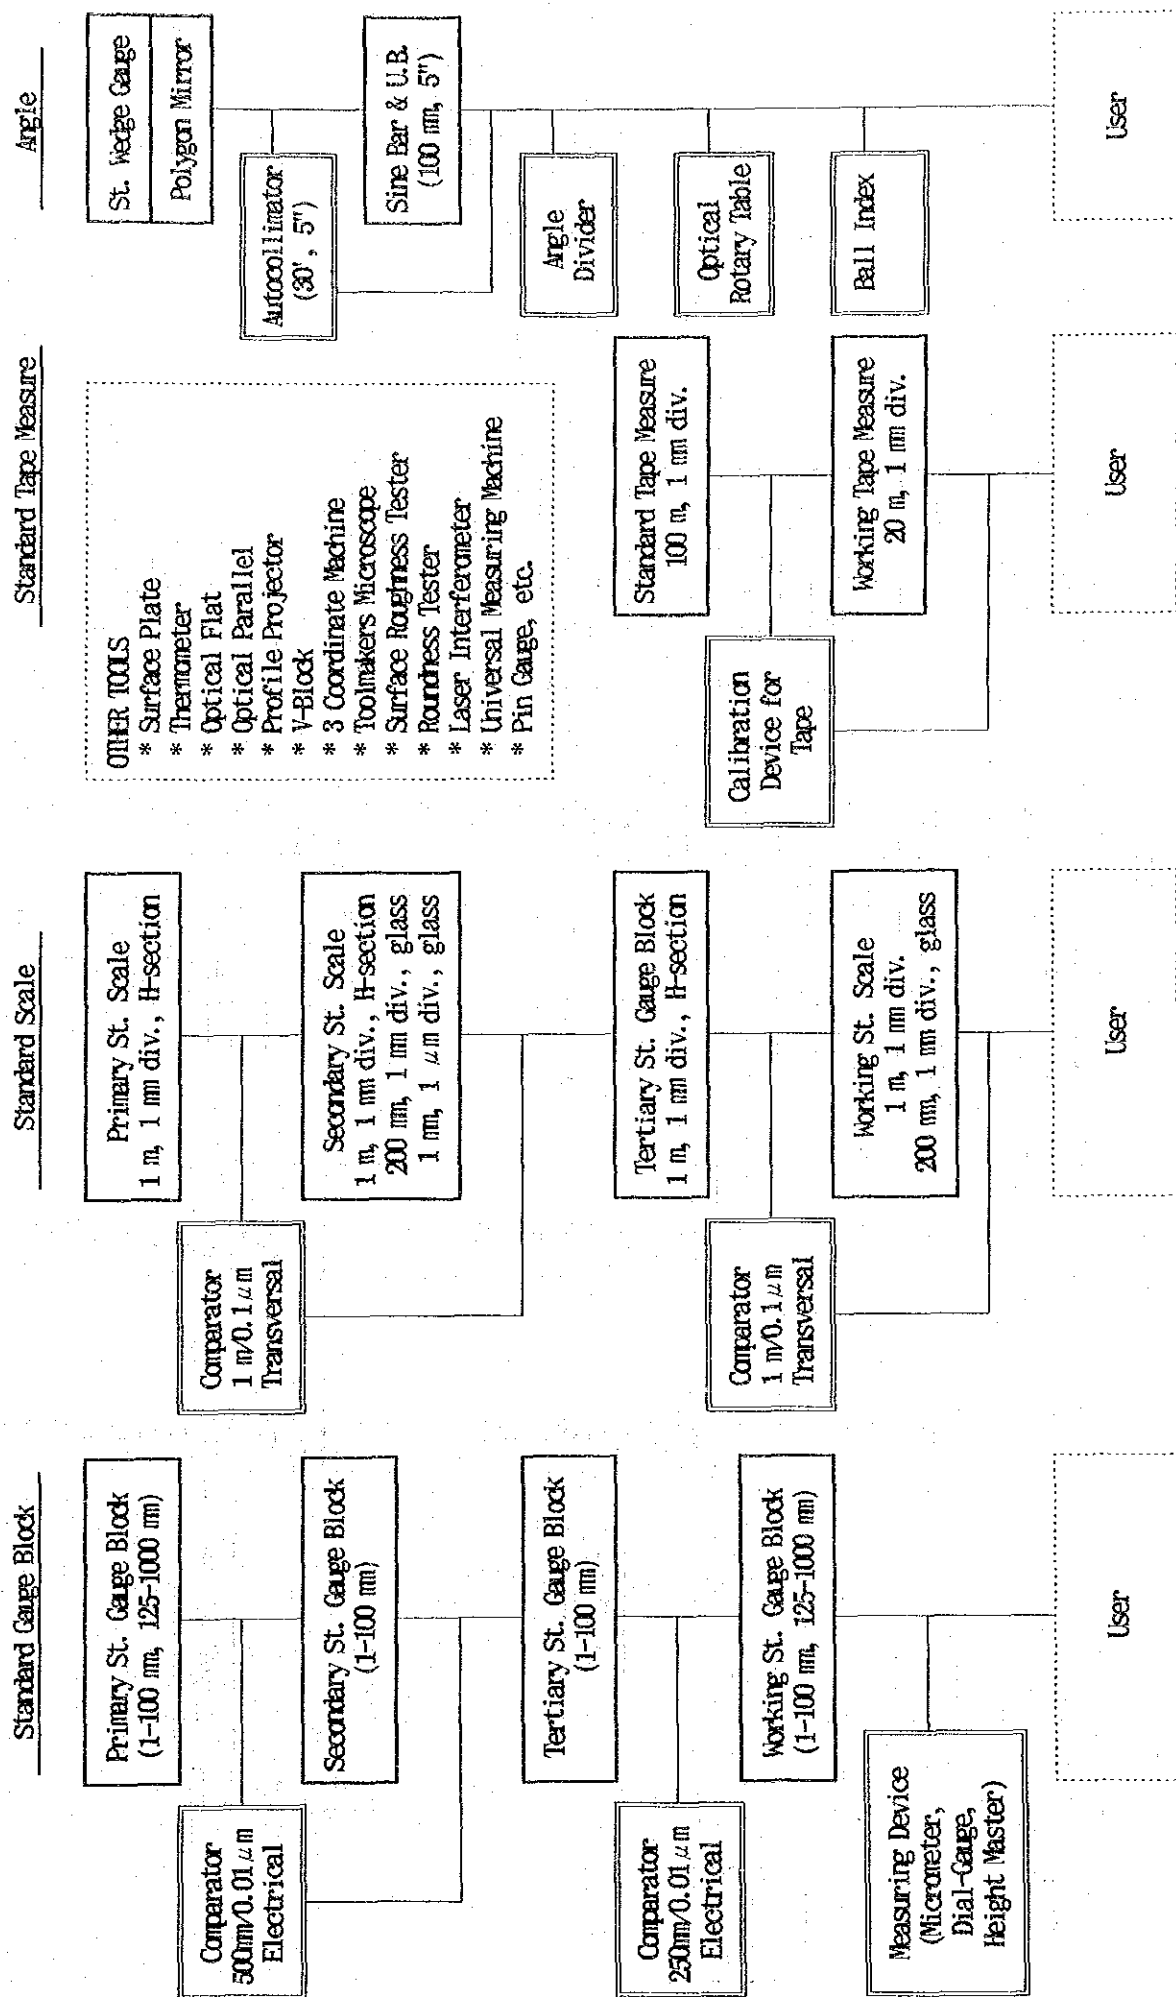 Standard Gauge Block
Primary St. Gauge Block
(1-100 mm, 125-1000 mm)
Comparator
500mm/0.01μm
Electrical
Secondary St. Gauge Block
(1-100 mm)
Tertiary St. Gauge Block
(1-100 mm)
Comparator
250mm/0.01μm
Electrical
Working St. Gauge Block
(1-100 mm, 125-1000 mm)
Measuring Device
(Micrometer,
Dial-Gauge,
Height Master)
User
Standard Scale
Primary St. Scale
1 m, 1 mm div., H-section
Comparator
1 m/0.1μm
Transversal
Secondary St. Scale
1 m, 1 mm div., H-section
200 mm, 1 mm div., glass
1 mm, 1 μm div., glass
Tertiary St. Gauge Block
1 m, 1 mm div., H-section
Comparator
1 m/0.1μm
Transversal
Working St. Scale
1 m, 1 mm div.
200 mm, 1 mm div., glass
User
Standard Tape Measure
OTHER TOOLS
* Surface Plate
* Thermometer
* Optical Flat
* Optical Parallel
* Profile Projector
* V-Block
* 3 Coordinate Machine
* Toolmakers Microscope
* Surface Roughness Tester
* Roundness Tester
* Laser Interferometer
* Universal Measuring Machine
* Pin Gauge, etc.
Standard Tape Measure
100 m, 1 mm div.
Calibration
Device for
Tape
Working Tape Measure
20 m, 1 mm div.
User
Angle
St. Wedge Gauge
Polygon Mirror
Autocollimator
(30', 5")
Sine Bar & U.B.
(100 mm, 5")
Angle
Divider
Optical
Rotary Table
Ball Index
User